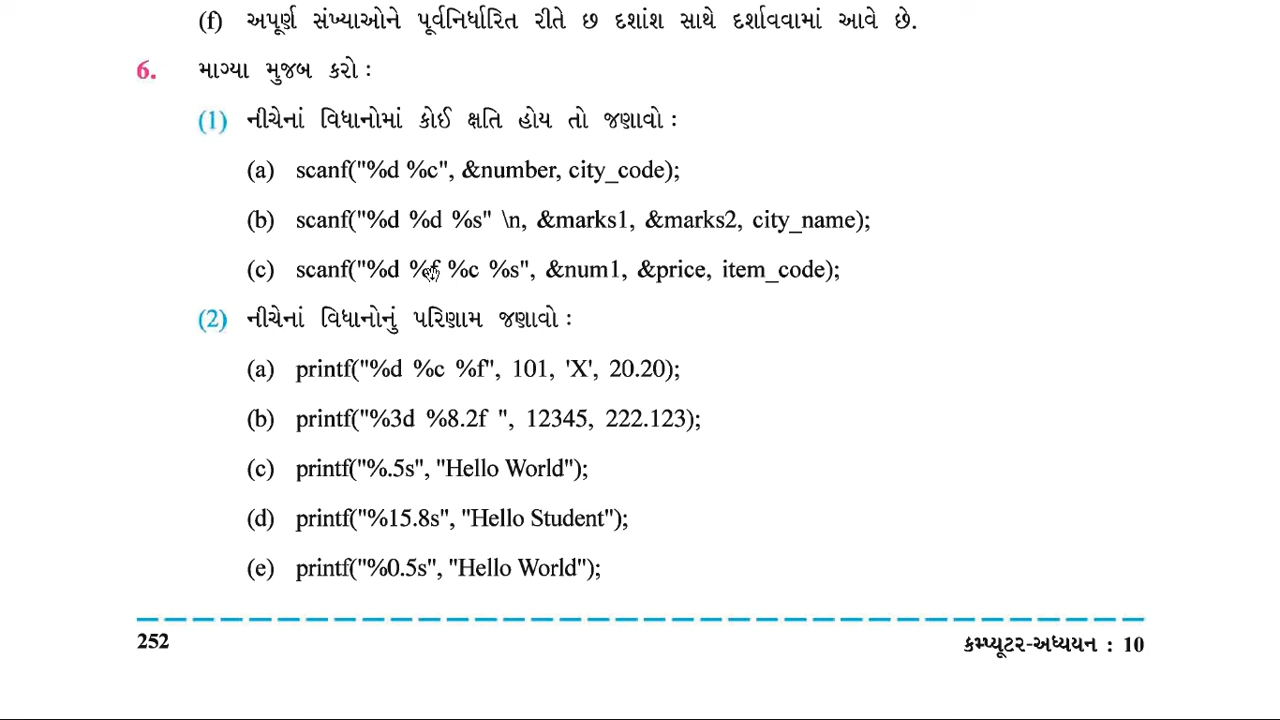 (f) અપૂર્ણ સંખ્યાઓને પૂર્વનિર્ધારિત રીતે છ દશાંશ સાથે દર્શાવવામાં આવે છે.
6. માગ્યા મુજબ કરો :
(1) નીચેનાં વિધાનોમાં કોઈ ક્ષતિ હોય તો જણાવો :
(a) scanf("%d %c", &number, city_code);
(b) scanf("%d %d %s" \n, &marks1, &marks2, city_name);
(c) scanf("%d %f %c %s", &num1, &price, item_code);
(2) નીચેનાં વિધાનોનું પરિણામ જણાવો :
(a) printf("%d %c %f", 101, 'X', 20.20);
(b) printf("%3d %8.2f ", 12345, 222.123);
(c) printf("%.5s", "Hello World");
(d) printf("%15.8s", "Hello Student");
(e) printf("%0.5s", "Hello World");
252 કમ્પ્યૂટર-અધ્યયન : 10